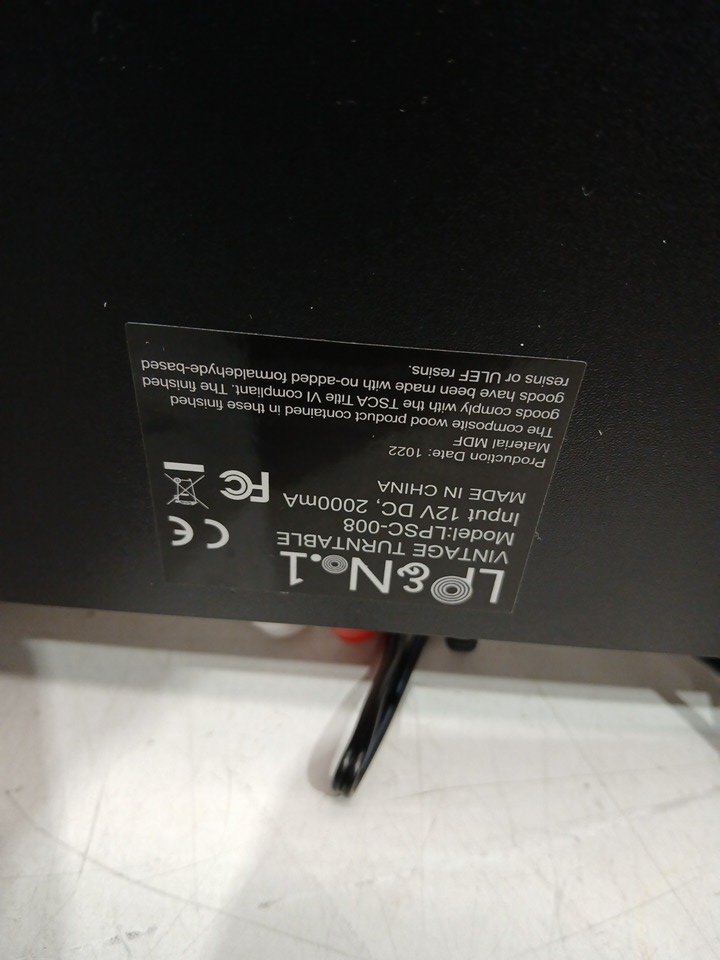 LP&No.1
VINTAGE TURNTABLE
Model:LPSC-008
Input 12V DC, 2000mA
MADE IN CHINA
CE
FC
Production Date: 1022
Material MDF
The composite wood product contained in these finished
goods comply with the TSCA Title VI compliant. The finished
goods have been made with no-added formaldehyde-based
resins or ULEF resins.